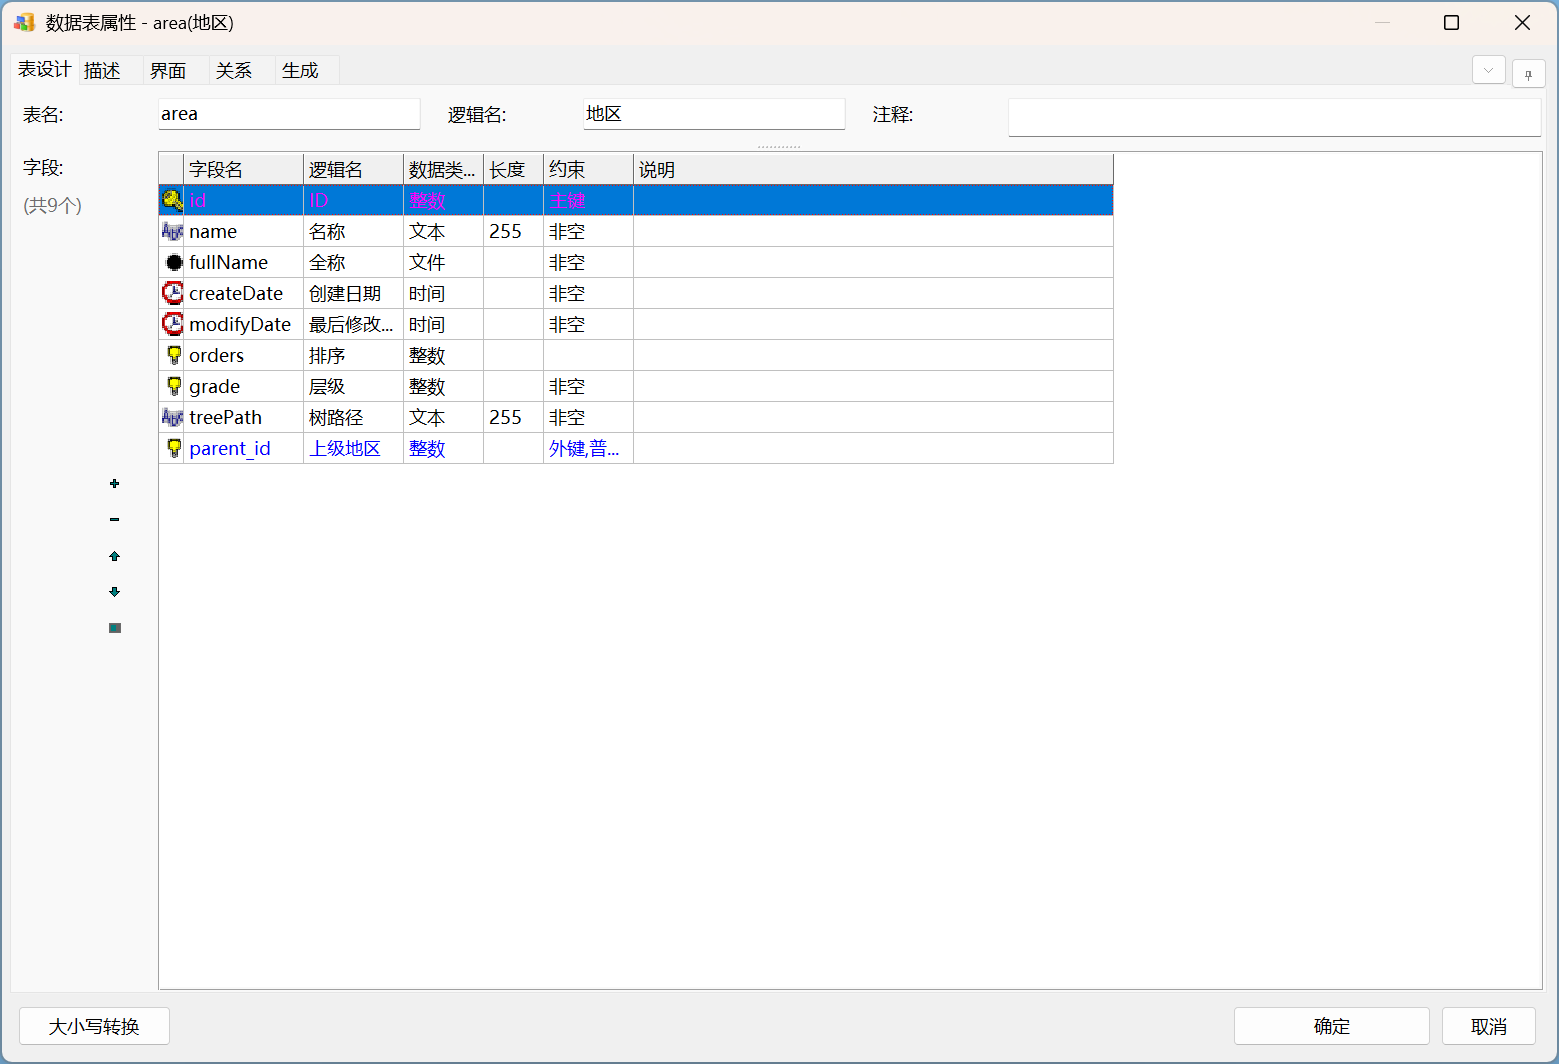 数据表属性 - area(地区)
表设计 描述 界面 关系 生成
表名: area 逻辑名: 地区 注释:
字段:
(共9个)
字段名 逻辑名 数据类... 长度 约束 说明
id ID 整数 主键
name 名称 文本 255 非空
fullName 全称 文件 非空
createDate 创建日期 时间 非空
modifyDate 最后修改... 时间 非空
orders 排序 整数
grade 层级 整数 非空
treePath 树路径 文本 255 非空
parent_id 上级地区 整数 外键,普...
大小写转换 确定 取消